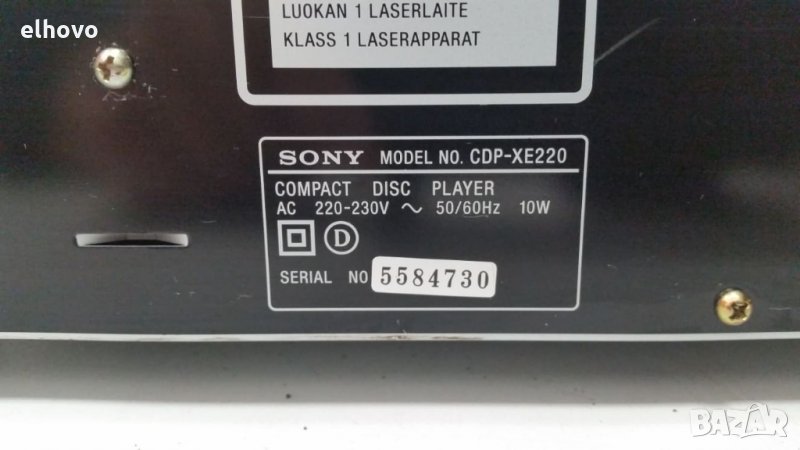 elhovo
LUOKAN 1 LASERLAITE
KLASS 1 LASERAPPARAT
SONY MODEL NO. CDP-XE220
COMPACT DISC PLAYER
AC 220-230V ~ 50/60Hz 10W
D
SERIAL NO 5584730
BAZAR